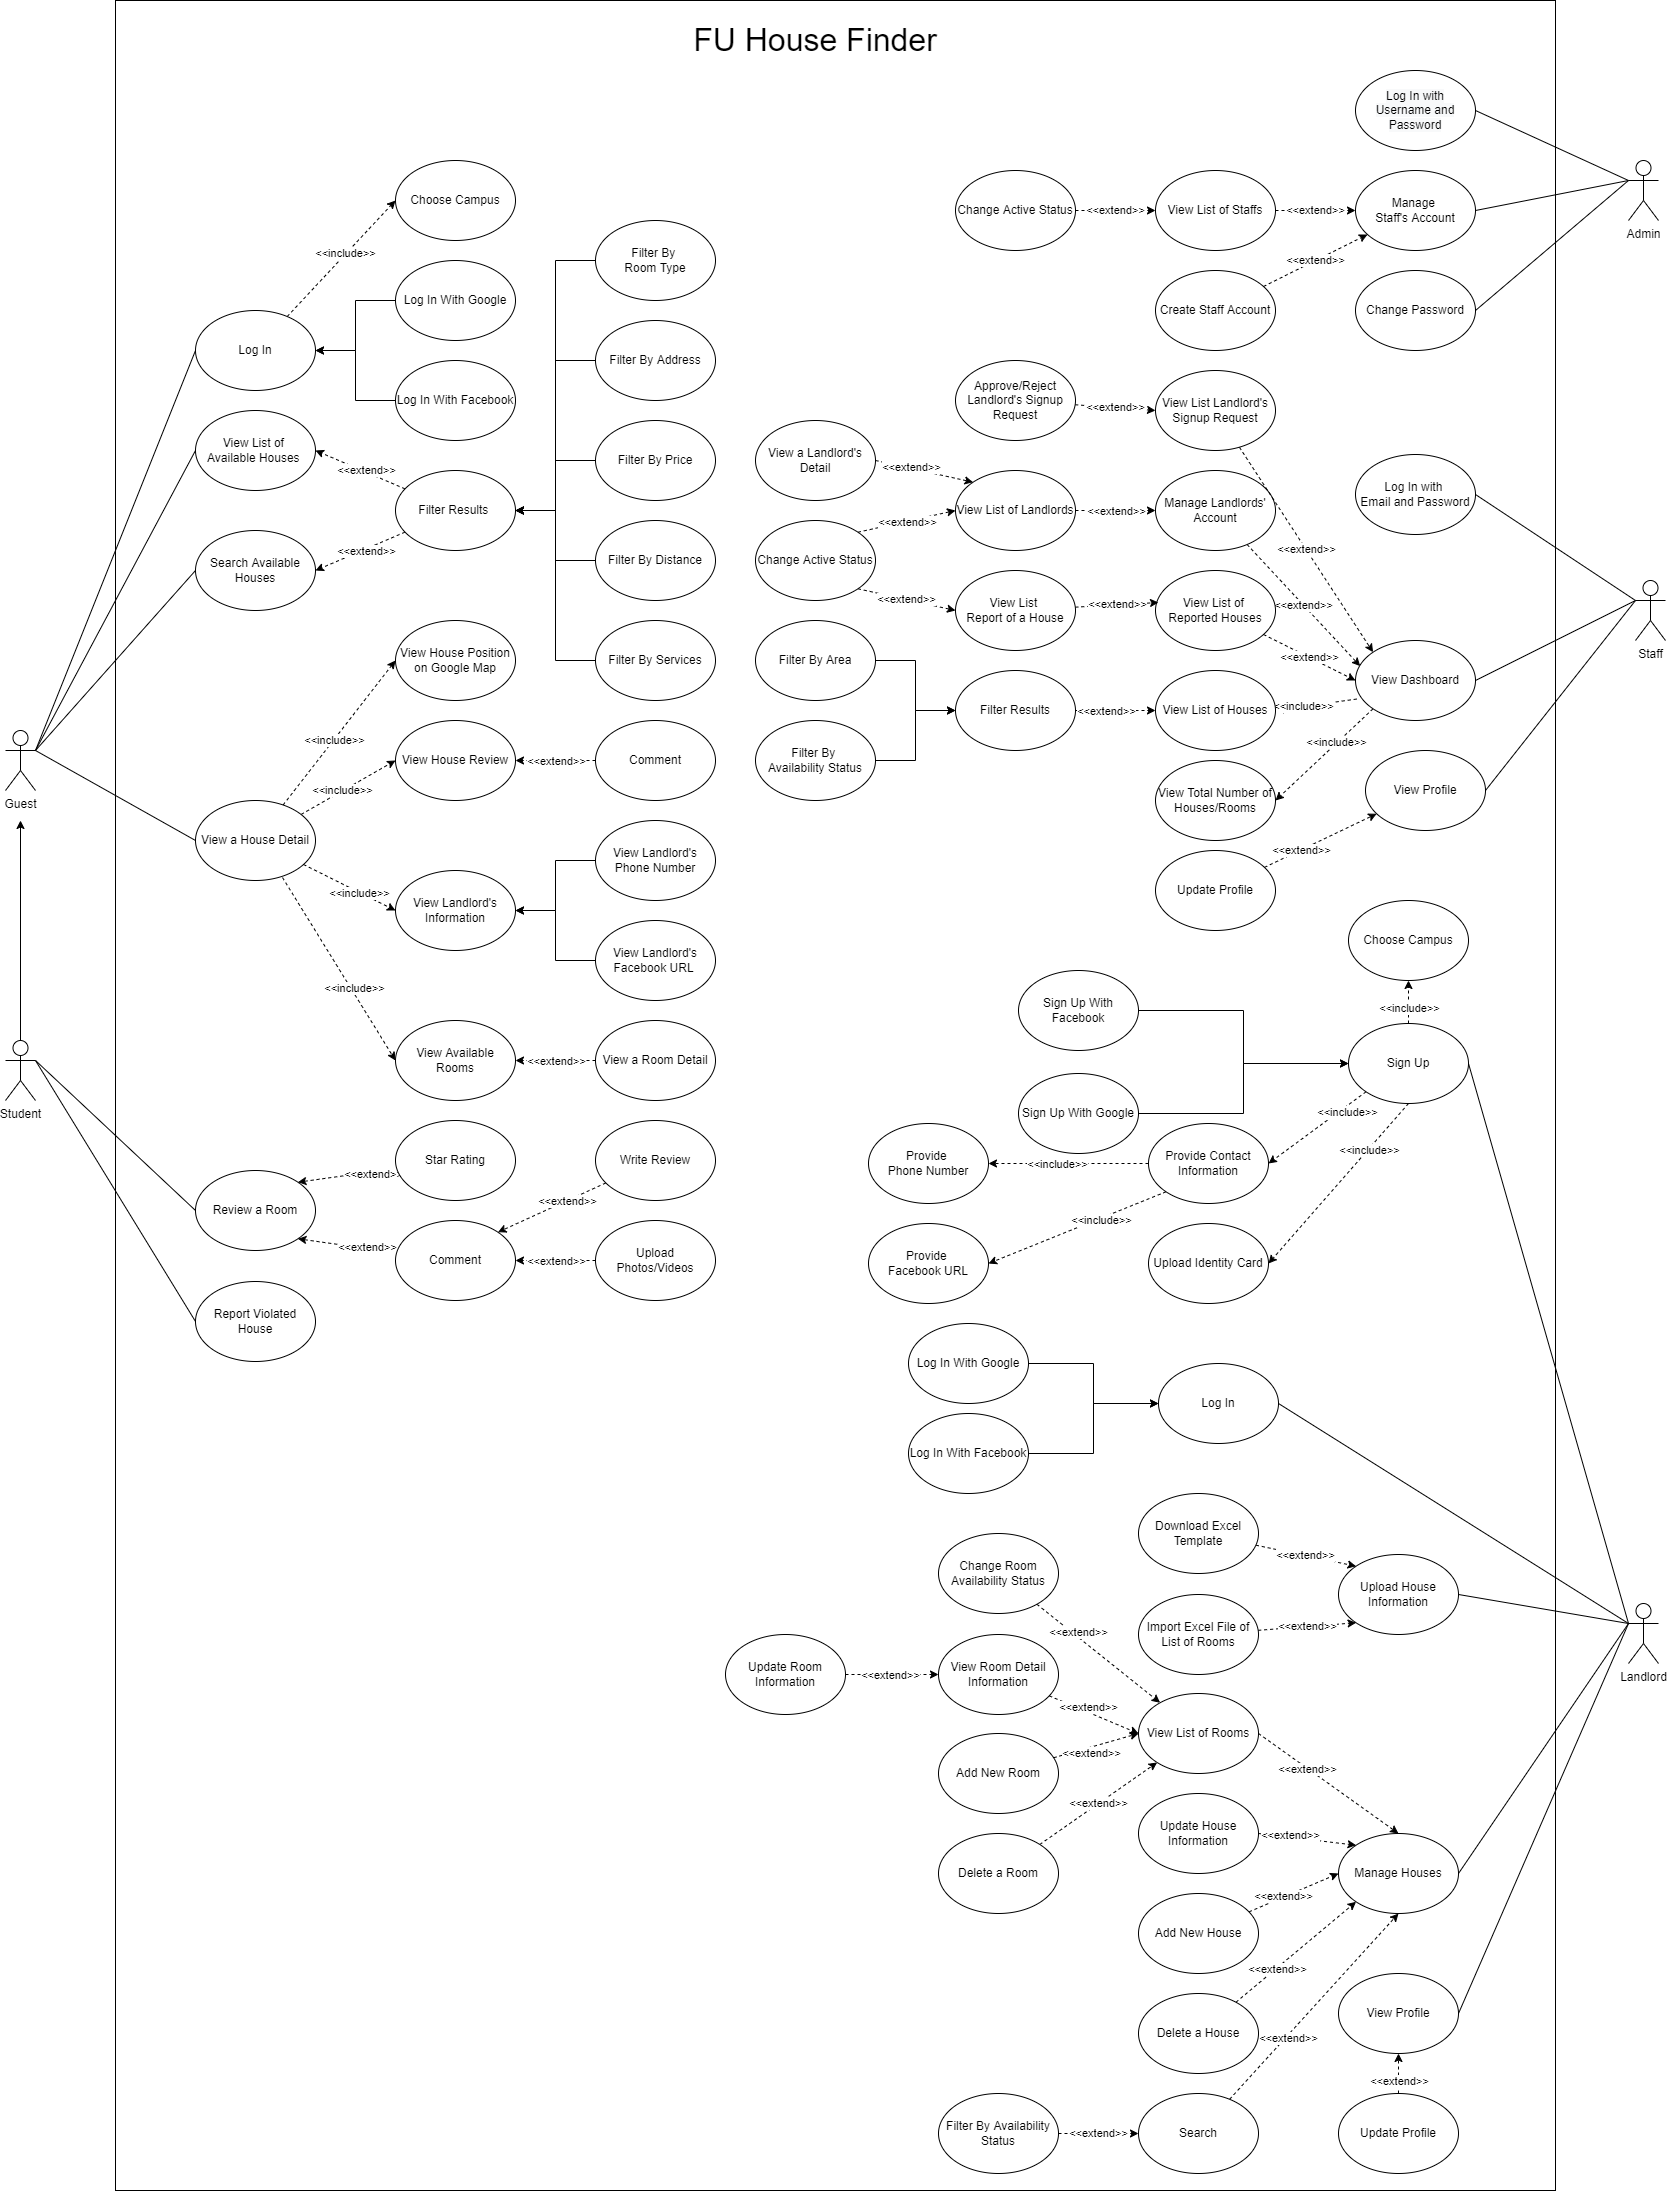 FU House Finder
Log In with
Username and
Password
Choose Campus
Change Active Status
<<extend>>
View List of Staffs
<<extend>>
Manage
Staff's Account
Admin
<<include>>
Filter By
Room Type
<<extend>>
Log In With Google
Create Staff Account
Change Password
Log In
Filter By Address
Log In With Facebook
Approve/Reject
Landlord's Signup
Request
<<extend>>
View List Landlord's
Signup Request
View List of
Available Houses
<<extend>>
Filter By Price
View a Landlord's
Detail
<<extend>>
Log In with
Email and Password
Filter Results
View List of Landlords
<<extend>>
Manage Landlords'
Account
<<extend>>
<<extend>>
<<extend>>
Search Available
Houses
Filter By Distance
Change Active Status
<<extend>>
View List
Report of a House
<<extend>>
View List of
Reported Houses
<<extend>>
Staff
View House Position
on Google Map
Filter By Services
Filter By Area
<<extend>>
View Dashboard
Filter Results
<<extend>>
View List of Houses
<<include>>
<<include>>
<<include>>
View House Review
<<extend>>
Comment
Filter By
Availability Status
<<include>>
View Total Number of
Houses/Rooms
View Profile
Guest
View a House Detail
<<extend>>
View Landlord's
Phone Number
Update Profile
<<include>>
View Landlord's
Information
Choose Campus
View Landlord's
Facebook URL
<<include>>
Sign Up With
Facebook
<<include>>
View Available
Rooms
<<extend>>
View a Room Detail
Sign Up
Student
Sign Up With Google
<<include>>
Star Rating
<<extend>>
Write Review
Provide
Phone Number
<<include>>
Provide Contact
Information
<<include>>
Review a Room
<<extend>>
<<include>>
<<extend>>
Comment
<<extend>>
Upload
Photos/Videos
Provide
Facebook URL
Upload Identity Card
Report Violated
House
Log In With Google
Log In
Log In With Facebook
Download Excel
Template
<<extend>>
Change Room
Availability Status
Upload House
Information
<<extend>>
Import Excel File of
List of Rooms
<<extend>>
Update Room
Information
<<extend>>
View Room Detail
Information
Landlord
<<extend>>
View List of Rooms
<<extend>>
Add New Room
<<extend>>
<<extend>>
Update House
Information
<<extend>>
Delete a Room
Manage Houses
<<extend>>
Add New House
<<extend>>
View Profile
Delete a House
<<extend>>
<<extend>>
Filter By Availability
Status
<<extend>>
Search
Update Profile